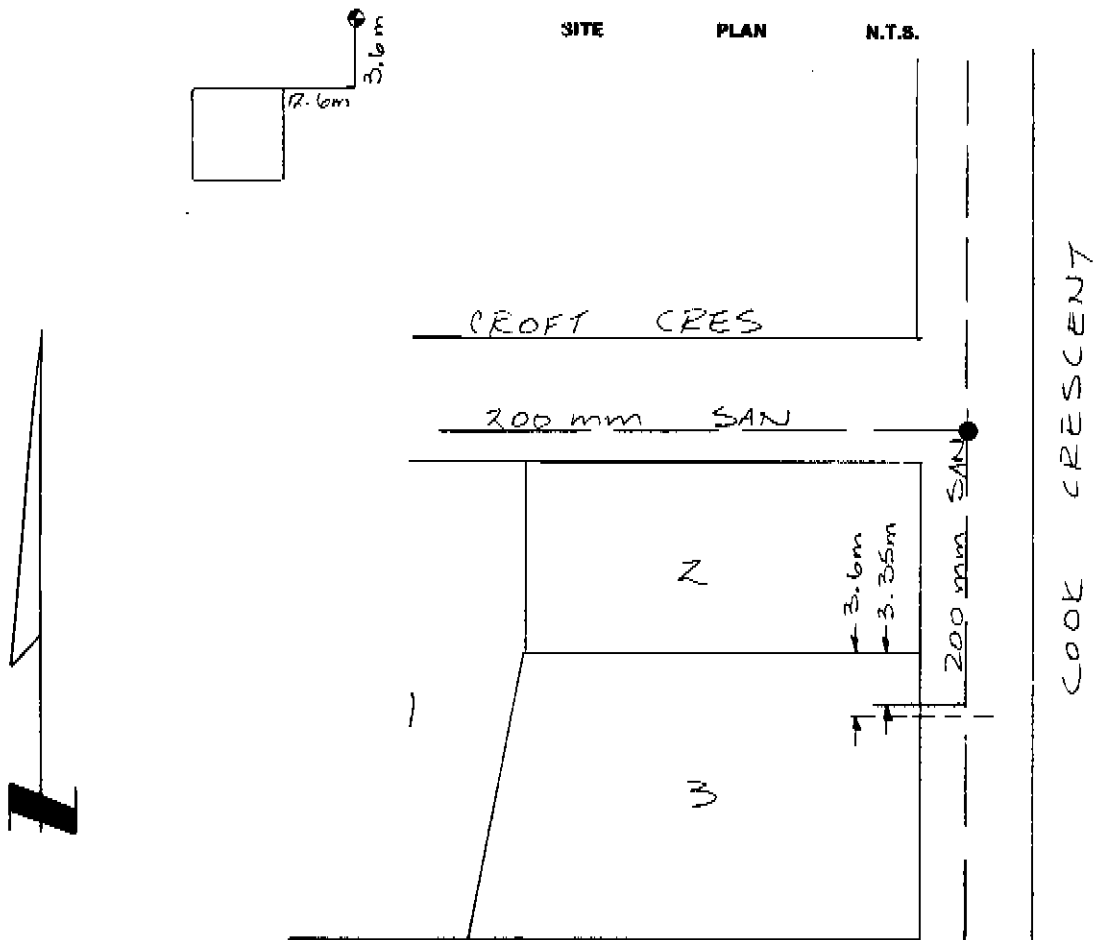 SITE PLAN N.T.S.
3.6m
12.6m
CROFT CRES
200 mm SAN
200 mm SAN
COOK CRESCENT
2
3.6m
3.35m
1
3